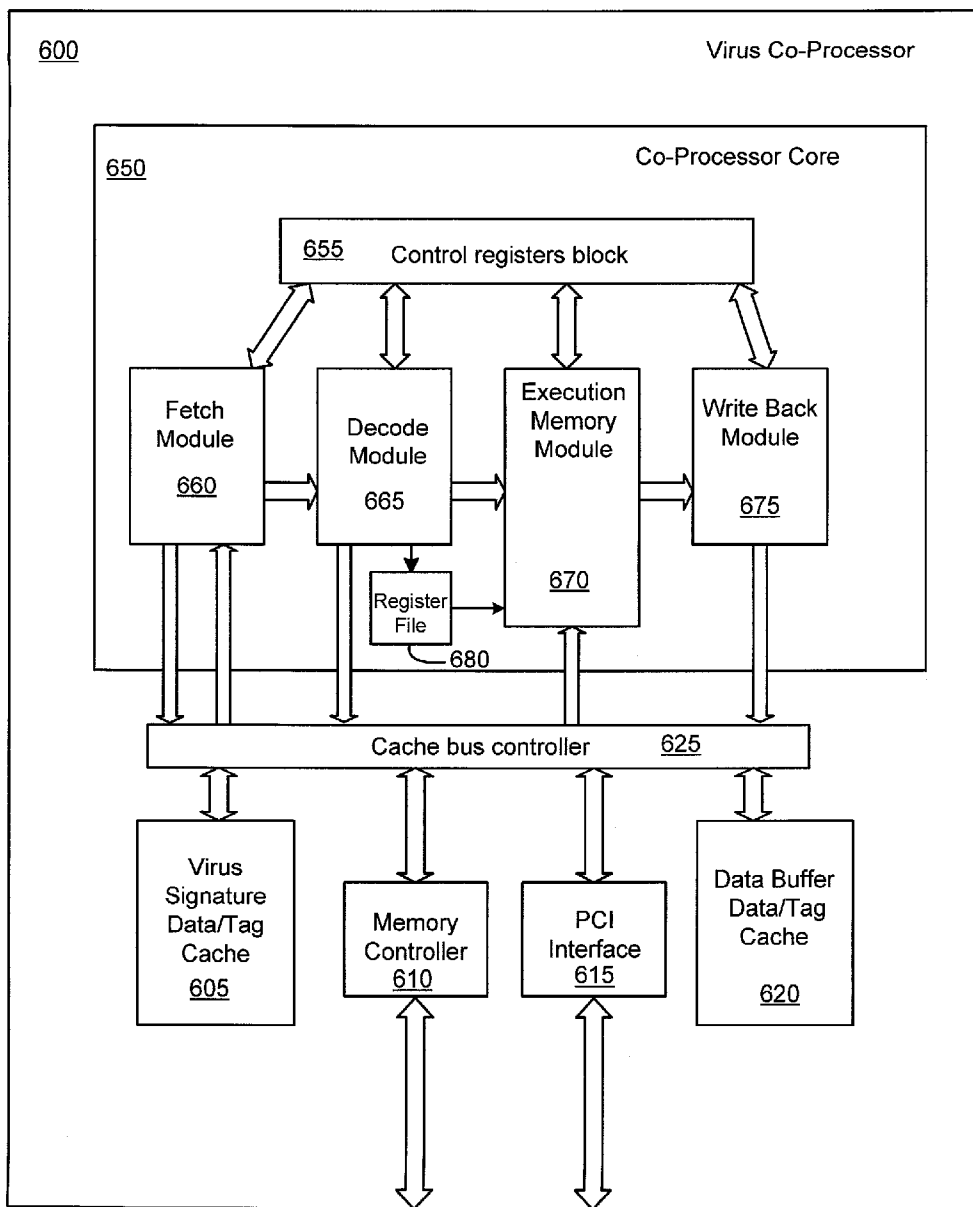 600
Virus Co-Processor
650
Co-Processor Core
655
Control registers block
Fetch
Module
660
Decode
Module
665
Execution
Memory
Module
670
Write Back
Module
675
Register
File
680
Cache bus controller
625
Virus
Signature
Data/Tag
Cache
605
Memory
Controller
610
PCI
Interface
615
Data Buffer
Data/Tag
Cache
620